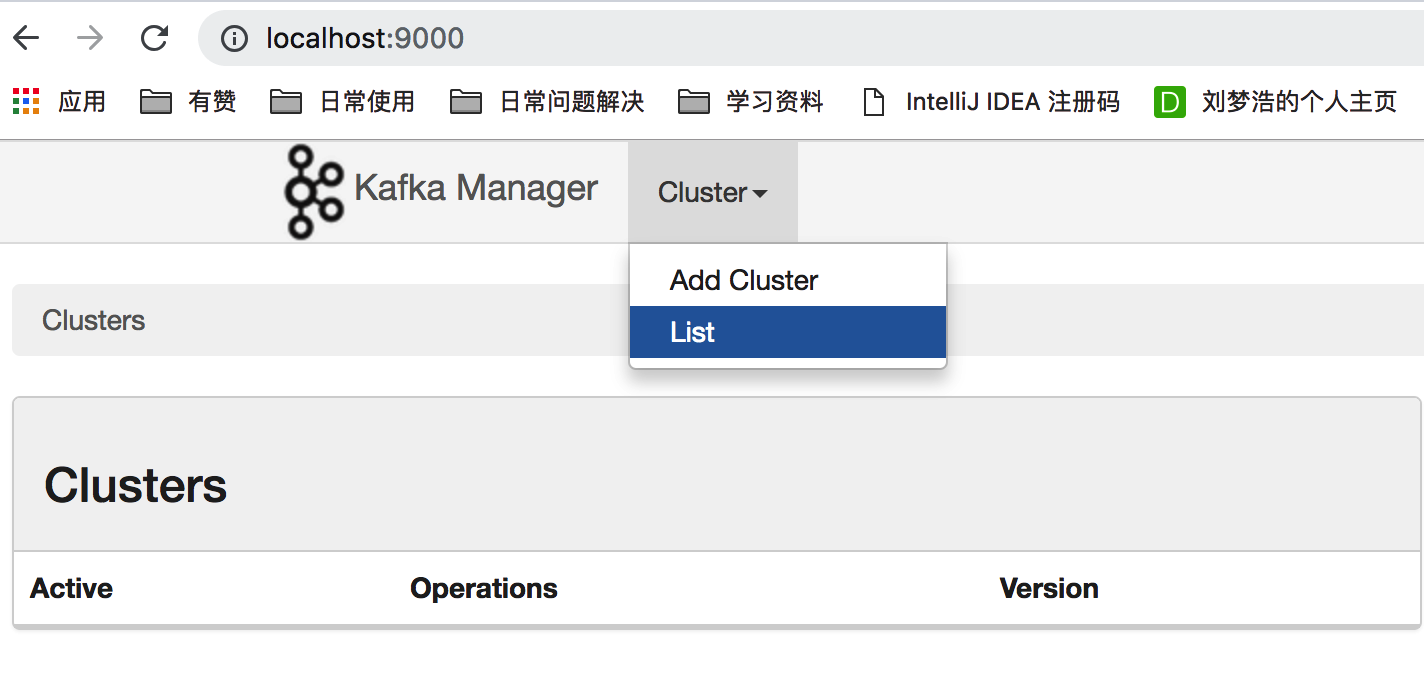 localhost:9000
应用 有赞 日常使用 日常问题解决 学习资料 IntelliJ IDEA 注册码 D 刘梦浩的个人主页
Kafka Manager Cluster
Add Cluster
Clusters
List
Clusters
Active Operations Version